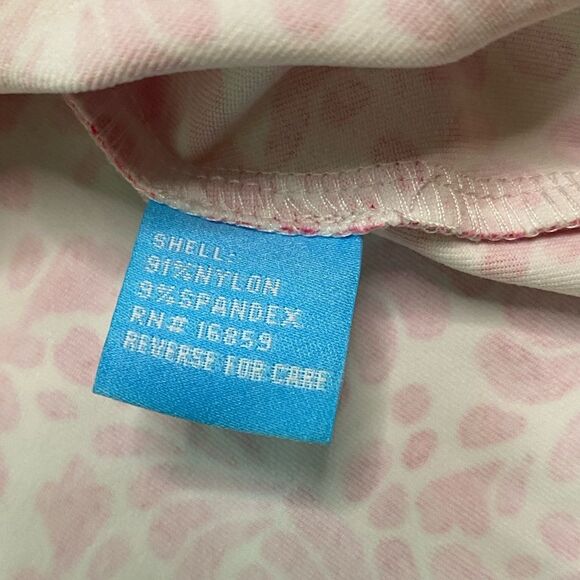 SHELL:
91%NYLON
9%SPANDEX
RN# 16859
REVERSE FOR CARE